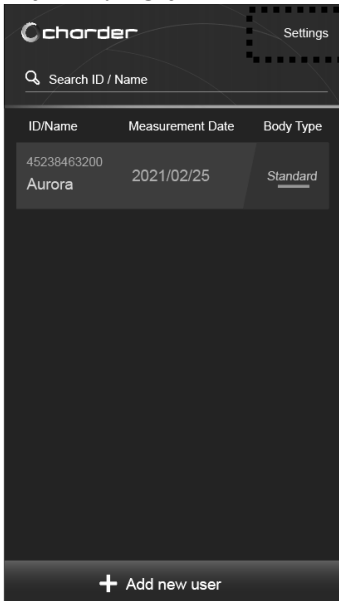 charder
Settings
Search ID / Name
ID/Name Measurement Date Body Type
45238463200
Aurora
2021/02/25
Standard
+ Add new user